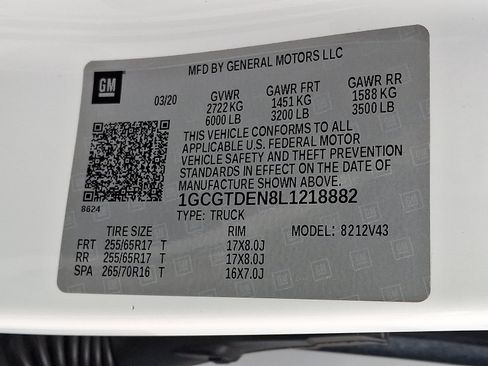 MFD BY GENERAL MOTORS LLC
GM
03/20 GVWR GAWR FRT GAWR RR
2722 KG 1451 KG 1588 KG
6000 LB 3200 LB 3500 LB
THIS VEHICLE CONFORMS TO ALL
APPLICABLE U.S. FEDERAL MOTOR
VEHICLE SAFETY AND THEFT PREVENTION
STANDARDS IN EFFECT ON THE DATE OF
MANUFACTURE SHOWN ABOVE.
8624
1GCGTDEN8L1218882
TYPE: TRUCK MODEL: 8212V43
TIRE SIZE RIM
FRT 255/65R17 T 17X8.0J
RR 255/65R17 T 17X8.0J
SPA 265/70R16 T 16X7.0J